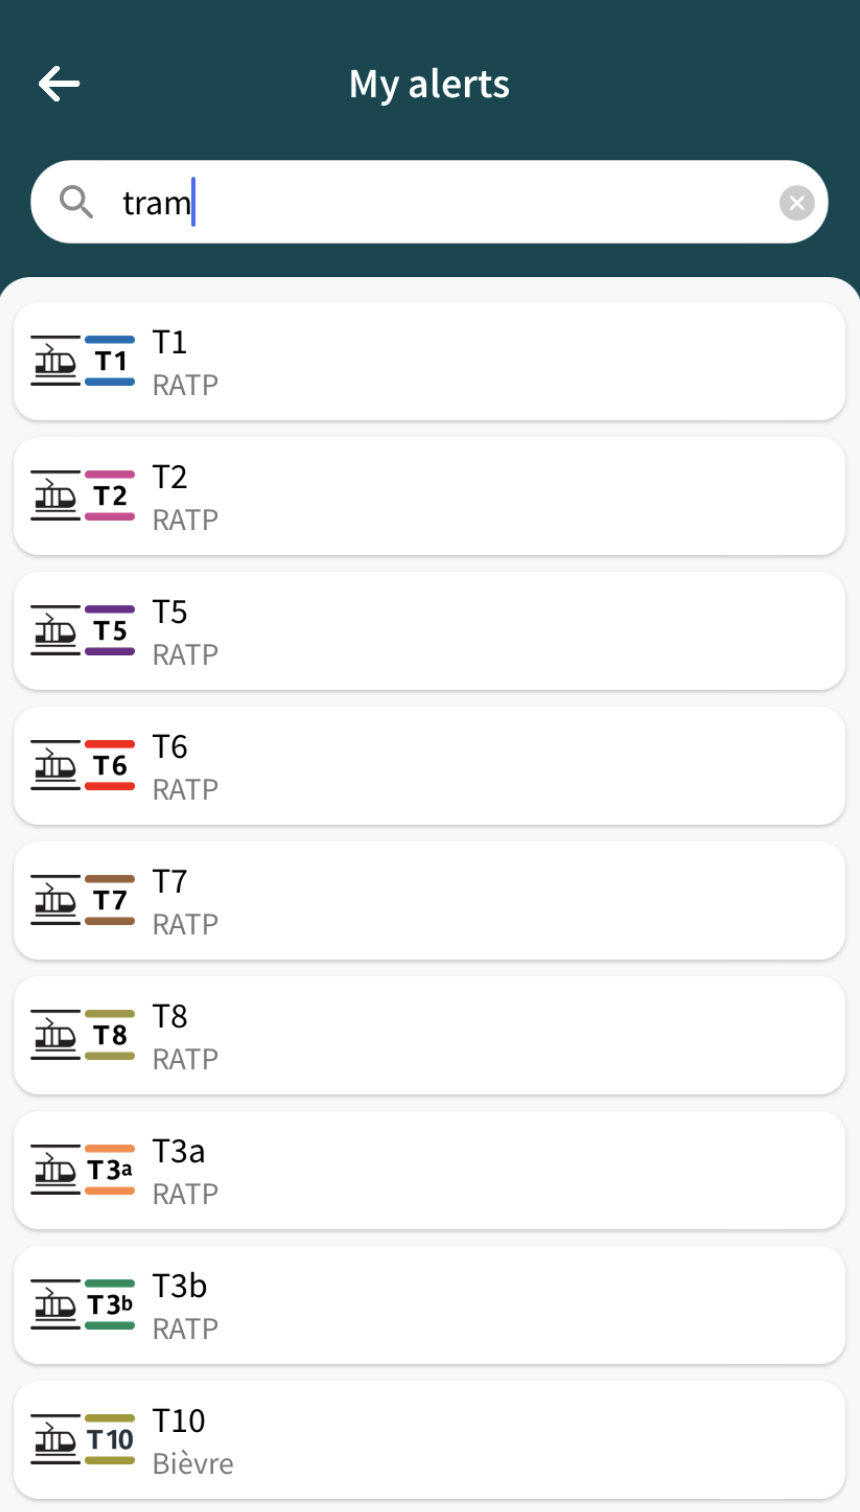 My alerts
tram
T1 T1
RATP
T2 T2
RATP
T5 T5
RATP
T6 T6
RATP
T7 T7
RATP
T8 T8
RATP
T3a T3a
RATP
T3b T3b
RATP
T10 T10
Bièvre